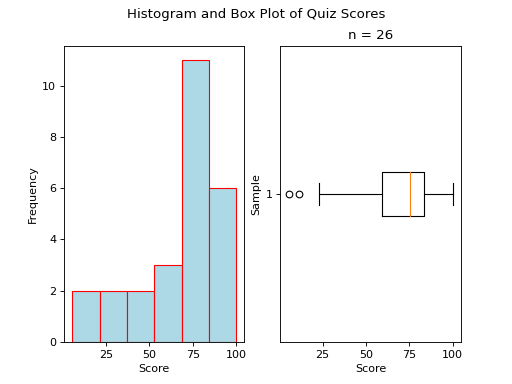 Histogram and Box Plot of Quiz Scores
n = 26
10
8
6
4
2
0
Frequency
25 50 75 100
Score
Sample
1
25 50 75 100
Score